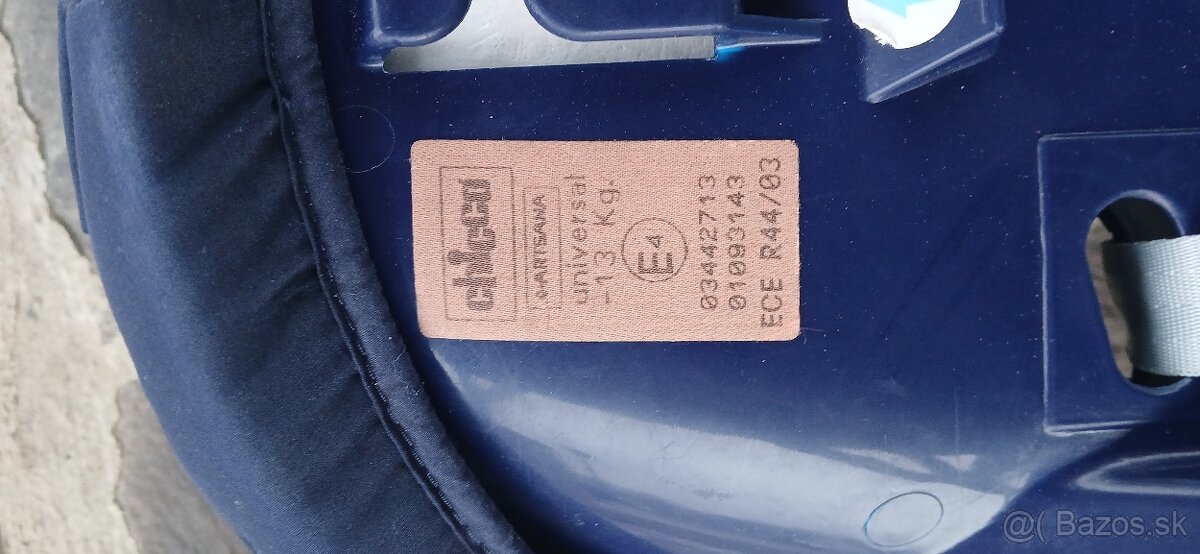 chicco
ARTSANA
universal
-13 Kg.
E4
03442713
01093143
ECE R44/03
@( Bazos.sk